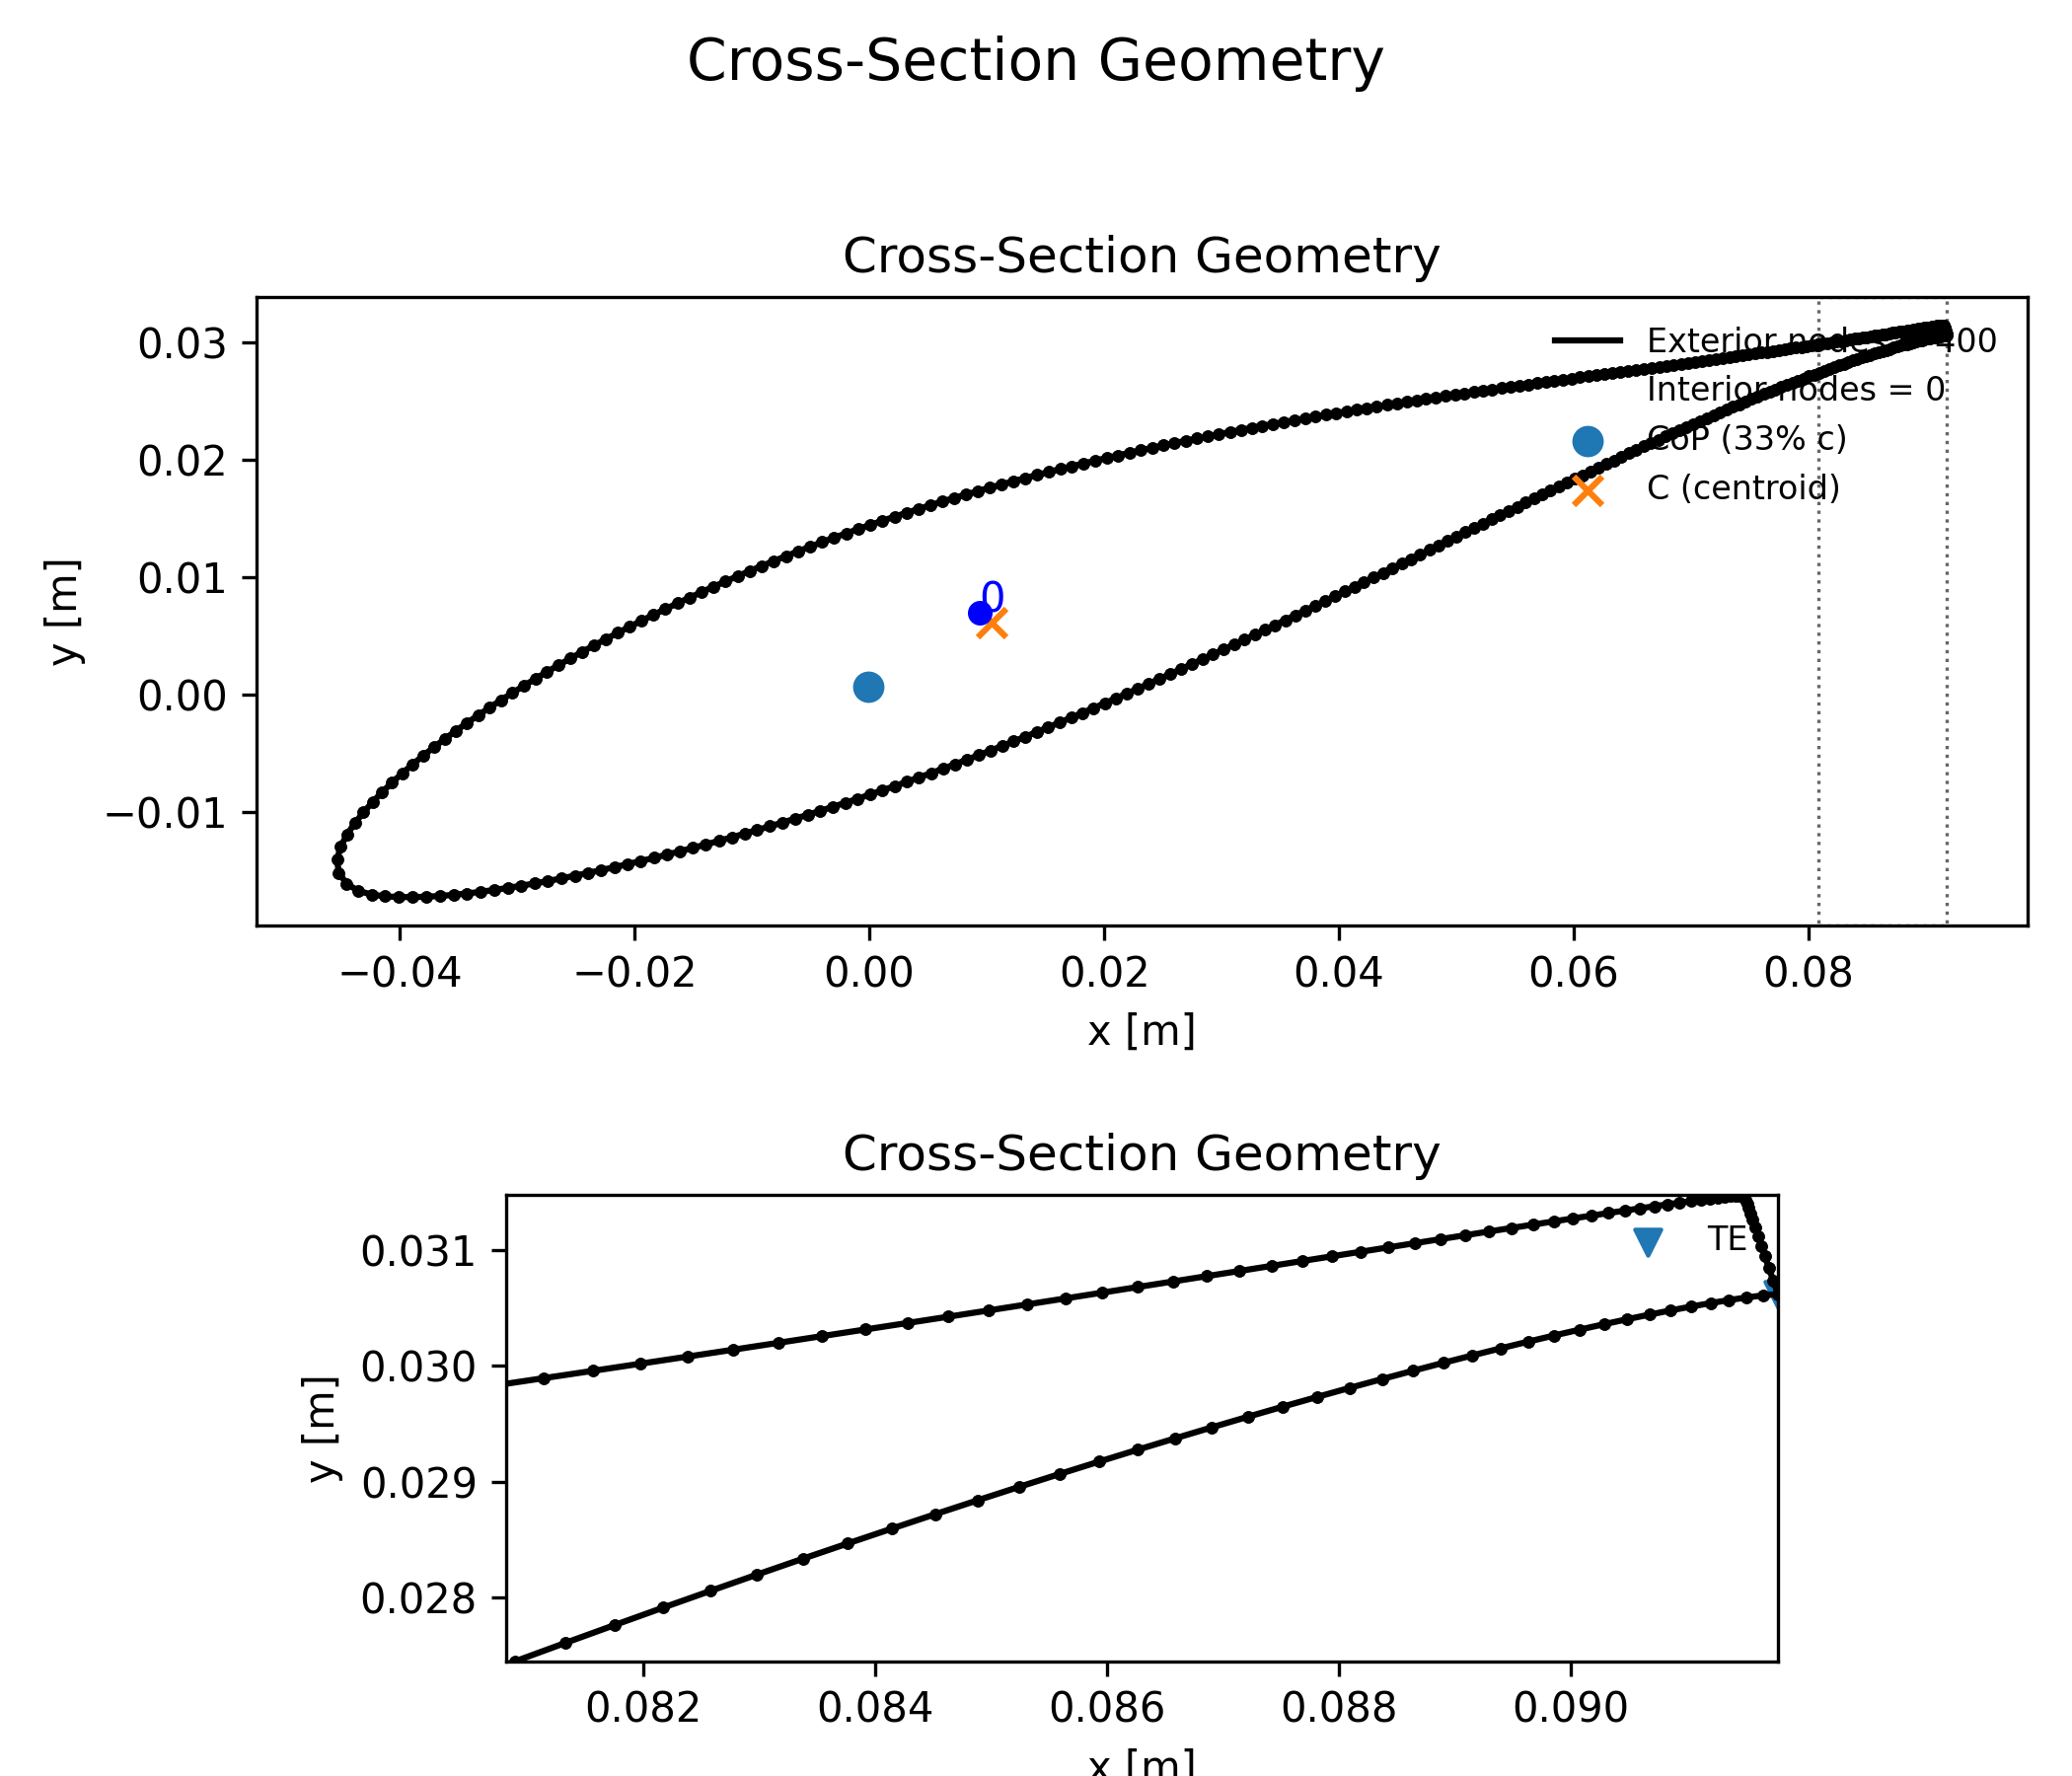 Cross-Section Geometry
Cross-Section Geometry
0.03
0.02
0.01
0.00
−0.01
y [m]
Exterior nodes = 400
Interior nodes = 0
CoP (33% c)
C (centroid)
0
−0.04
−0.02
0.00
0.02
0.04
0.06
0.08
x [m]
Cross-Section Geometry
0.031
0.030
0.029
0.028
y [m]
TE
0.082
0.084
0.086
0.088
0.090
x [m]